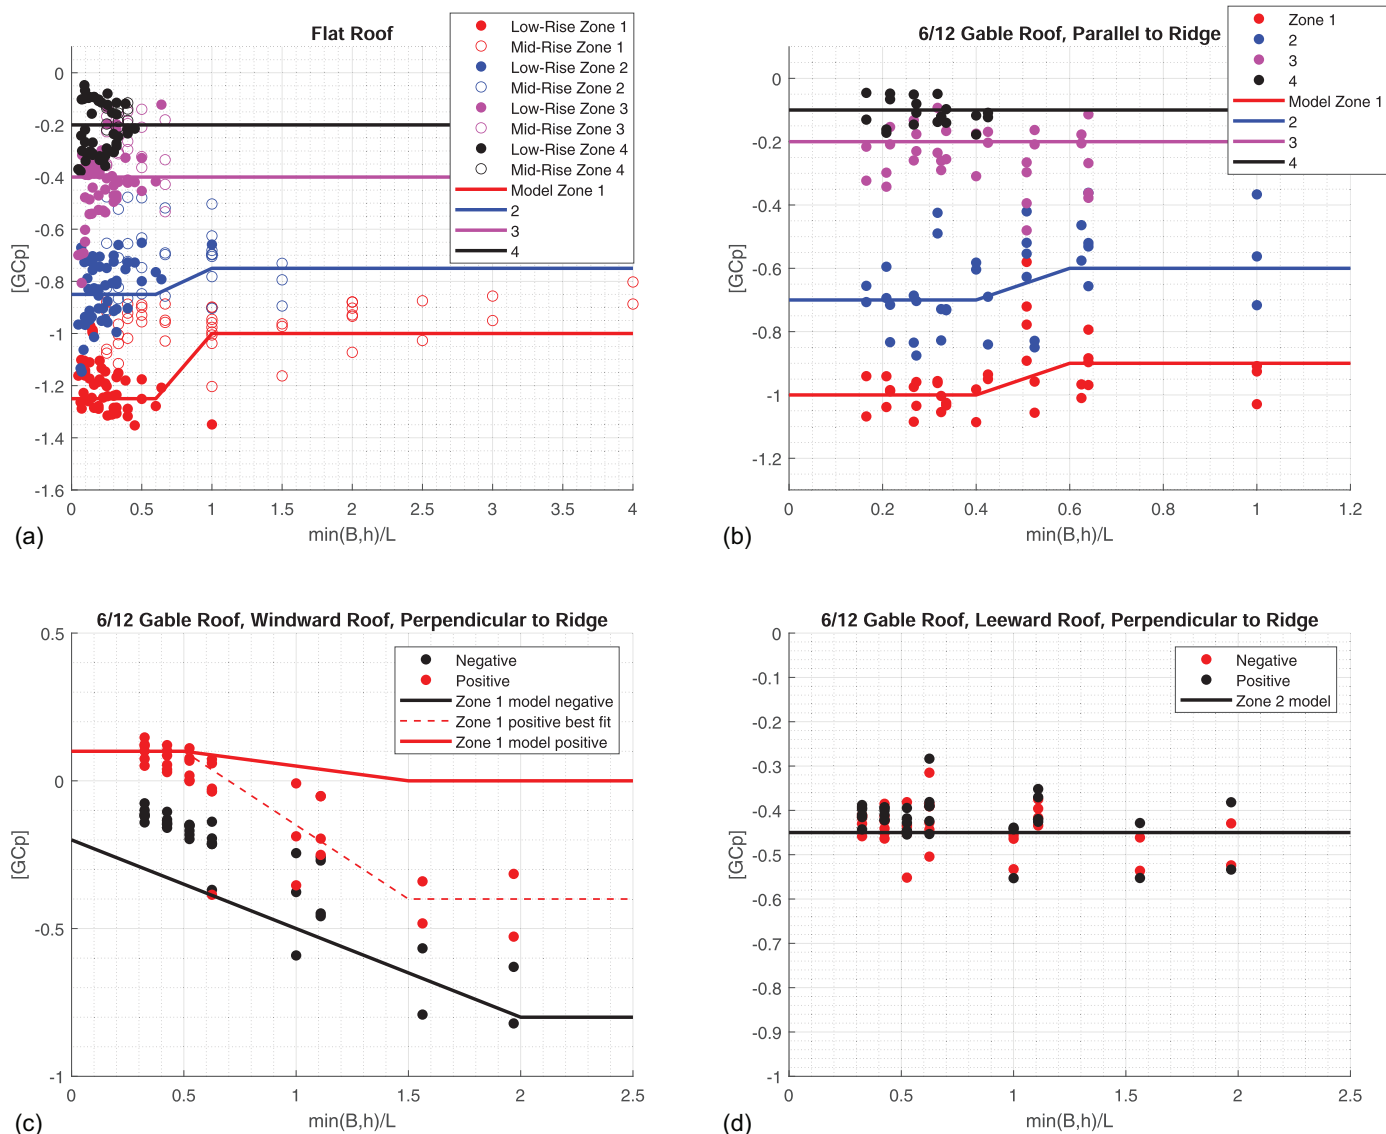 Flat Roof
Low-Rise Zone 1
Mid-Rise Zone 1
Low-Rise Zone 2
Mid-Rise Zone 2
Low-Rise Zone 3
Mid-Rise Zone 3
Low-Rise Zone 4
Mid-Rise Zone 4
Model Zone 1
2
3
4
0
-0.2
-0.4
-0.6
-0.8
-1
-1.2
-1.4
-1.6
[GCp]
0 0.5 1 1.5 2 2.5 3 3.5 4
min(B,h)/L
(a)
6/12 Gable Roof, Parallel to Ridge
Zone 1
2
3
4
Model Zone 1
2
3
4
0
-0.2
-0.4
-0.6
-0.8
-1
-1.2
[GCp]
0 0.2 0.4 0.6 0.8 1 1.2
min(B,h)/L
(b)
6/12 Gable Roof, Windward Roof, Perpendicular to Ridge
Negative
Positive
Zone 1 model negative
Zone 1 positive best fit
Zone 1 model positive
0.5
0
-0.5
-1
[GCp]
0 0.5 1 1.5 2 2.5
min(B,h)/L
(c)
6/12 Gable Roof, Leeward Roof, Perpendicular to Ridge
Negative
Positive
Zone 2 model
0
-0.1
-0.2
-0.3
-0.4
-0.5
-0.6
-0.7
-0.8
-0.9
-1
[GCp]
0 0.5 1 1.5 2 2.5
min(B,h)/L
(d)